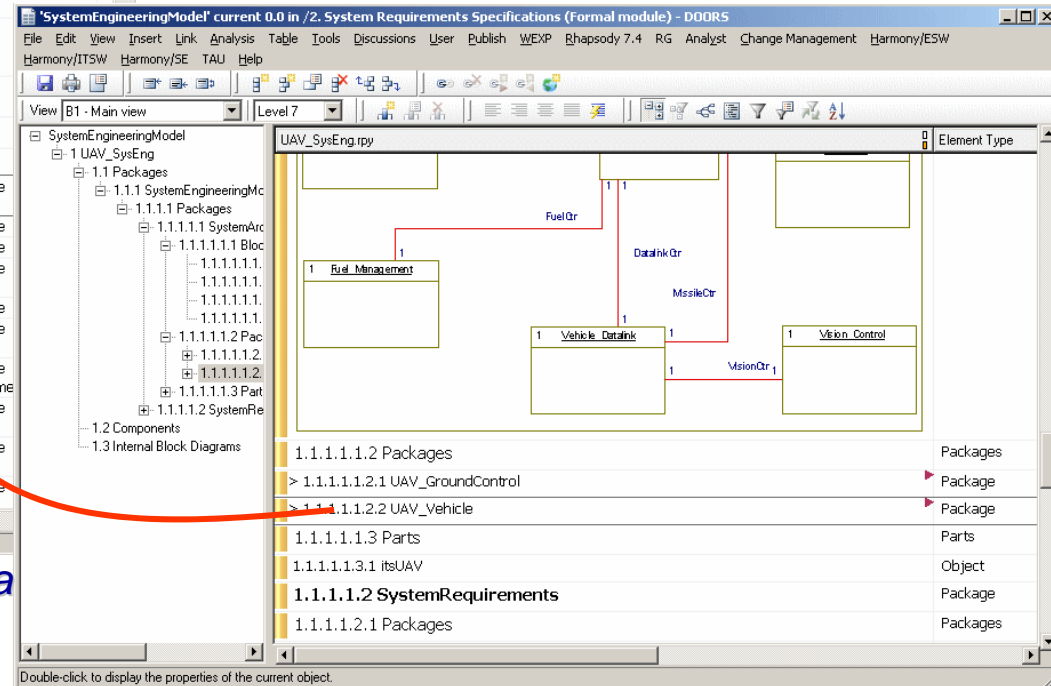 'SystemEngineeringModel' current 0.0 in /2. System Requirements Specifications (Formal module) - DOORS
File Edit View Insert Link Analysis Table Tools Discussions User Publish WEXP Rhapsody 7.4 RG Analyst Change Management Harmony/ESW
Harmony/ITSW Harmony/SE TAU Help
View B1 - Main view Level 7
SystemEngineeringModel
1 UAV_SysEng
1.1 Packages
1.1.1 SystemEngineeringMo
1.1.1.1 Packages
1.1.1.1.1 SystemArc
1.1.1.1.1.1 Bloc
1.1.1.1.1.1.
1.1.1.1.1.1.
1.1.1.1.1.1.
1.1.1.1.1.1.
1.1.1.1.1.2 Pac
1.1.1.1.1.2.
1.1.1.1.1.2.
1.1.1.1.1.3 Part
1.1.1.1.2 SystemRe
1.2 Components
1.3 Internal Block Diagrams
UAV_SysEng.rpy Element Type
1 1
FuelCtr
1
DatalinkCtr
1 Fuel_Management
MissileCtr
1
1 Vehicle_Datalink 1
1 Vision_Control
1 VisionCtr 1
1.1.1.1.1.2 Packages Packages
> 1.1.1.1.1.2.1 UAV_GroundControl Package
> 1.1.1.1.1.2.2 UAV_Vehicle Package
1.1.1.1.1.3 Parts Parts
1.1.1.1.1.3.1 itsUAV Object
1.1.1.1.2 SystemRequirements Package
1.1.1.1.2.1 Packages Packages
Double-click to display the properties of the current object.